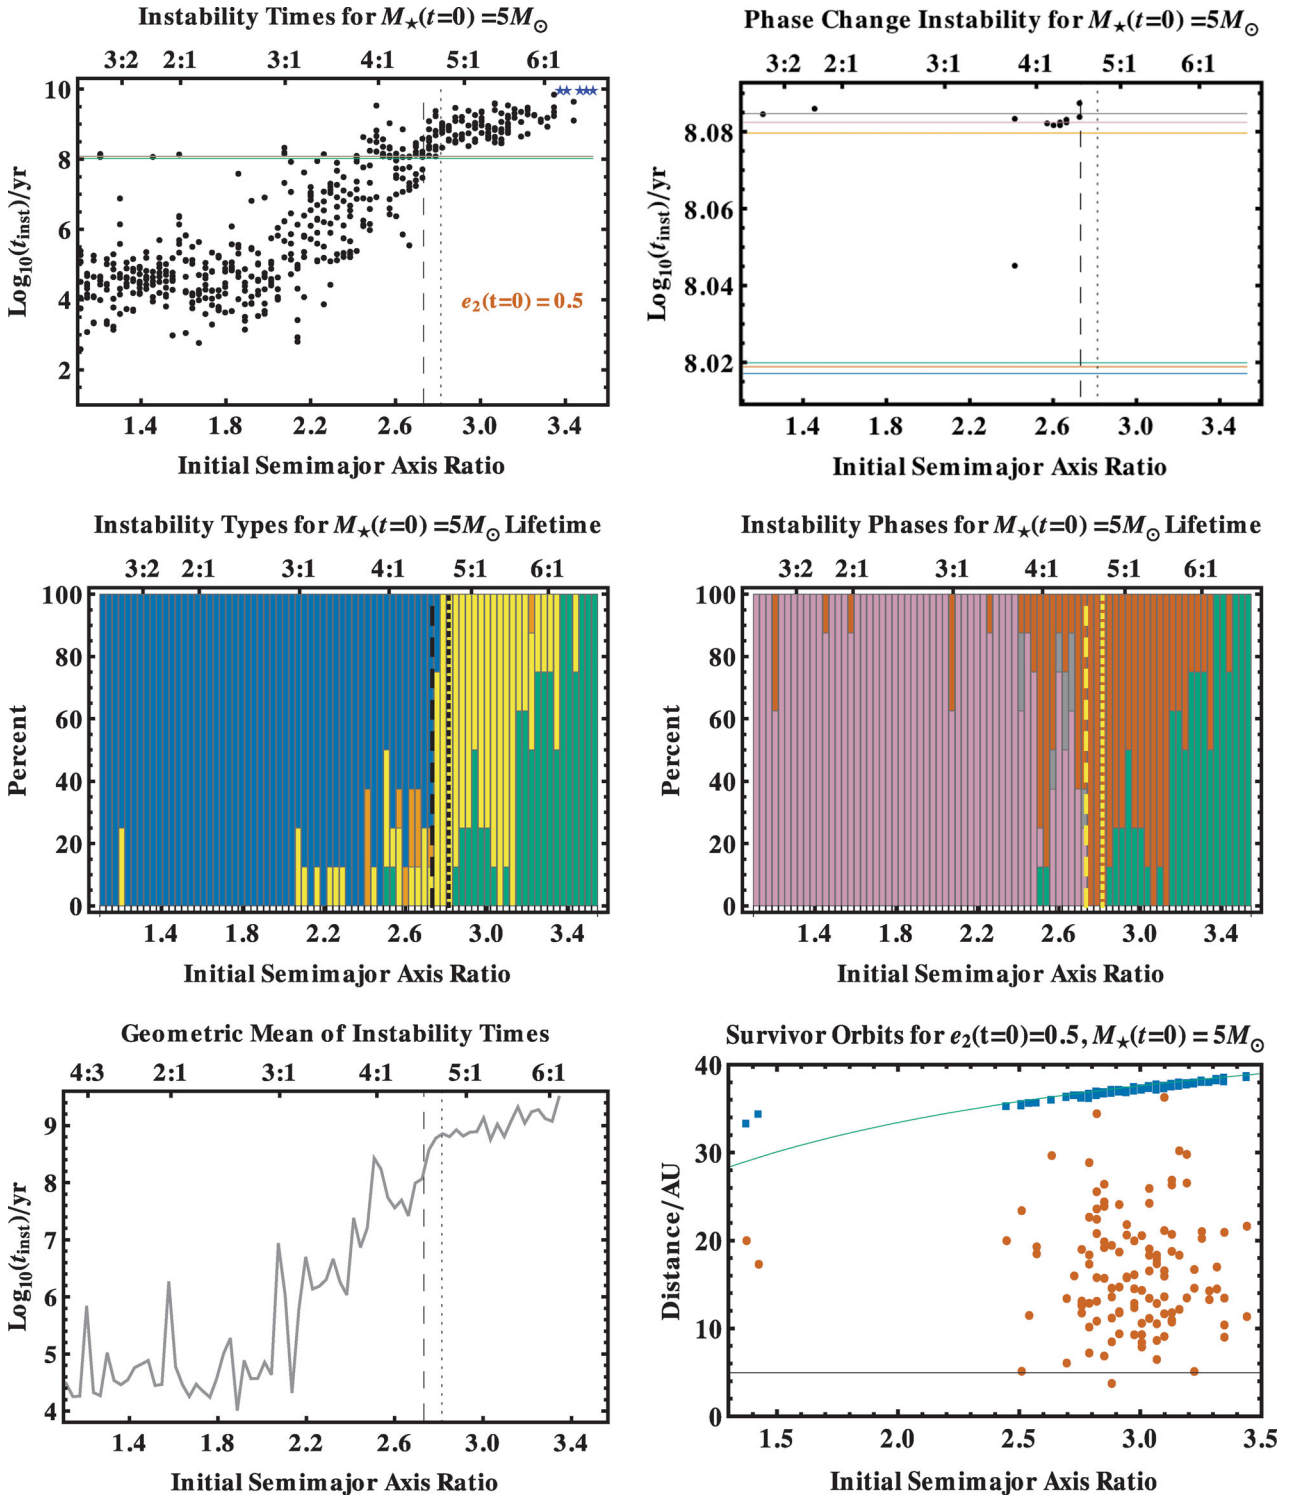 Instability Times for M★(t=0) =5M⊙
3:2 2:1 3:1 4:1 5:1 6:1
10
8
6
4
2
Log10(tinst)/yr
e2(t=0) = 0.5
1.4 1.8 2.2 2.6 3.0 3.4
Initial Semimajor Axis Ratio
Phase Change Instability for M★(t=0) =5M⊙
3:2 2:1 3:1 4:1 5:1 6:1
8.08
8.06
8.04
8.02
Log10(tinst)/yr
1.4 1.8 2.2 2.6 3.0 3.4
Initial Semimajor Axis Ratio
Instability Types for M★(t=0) =5M⊙ Lifetime
3:2 2:1 3:1 4:1 5:1 6:1
100
80
60
40
20
0
Percent
1.4 1.8 2.2 2.6 3.0 3.4
Initial Semimajor Axis Ratio
Instability Phases for M★(t=0) =5M⊙ Lifetime
3:2 2:1 3:1 4:1 5:1 6:1
100
80
60
40
20
0
Percent
1.4 1.8 2.2 2.6 3.0 3.4
Initial Semimajor Axis Ratio
Geometric Mean of Instability Times
4:3 2:1 3:1 4:1 5:1 6:1
9
8
7
6
5
4
Log10(tinst)/yr
1.4 1.8 2.2 2.6 3.0 3.4
Initial Semimajor Axis Ratio
Survivor Orbits for e2(t=0)=0.5, M★(t=0) = 5M⊙
40
30
20
10
0
Distance/AU
1.5 2.0 2.5 3.0 3.5
Initial Semimajor Axis Ratio